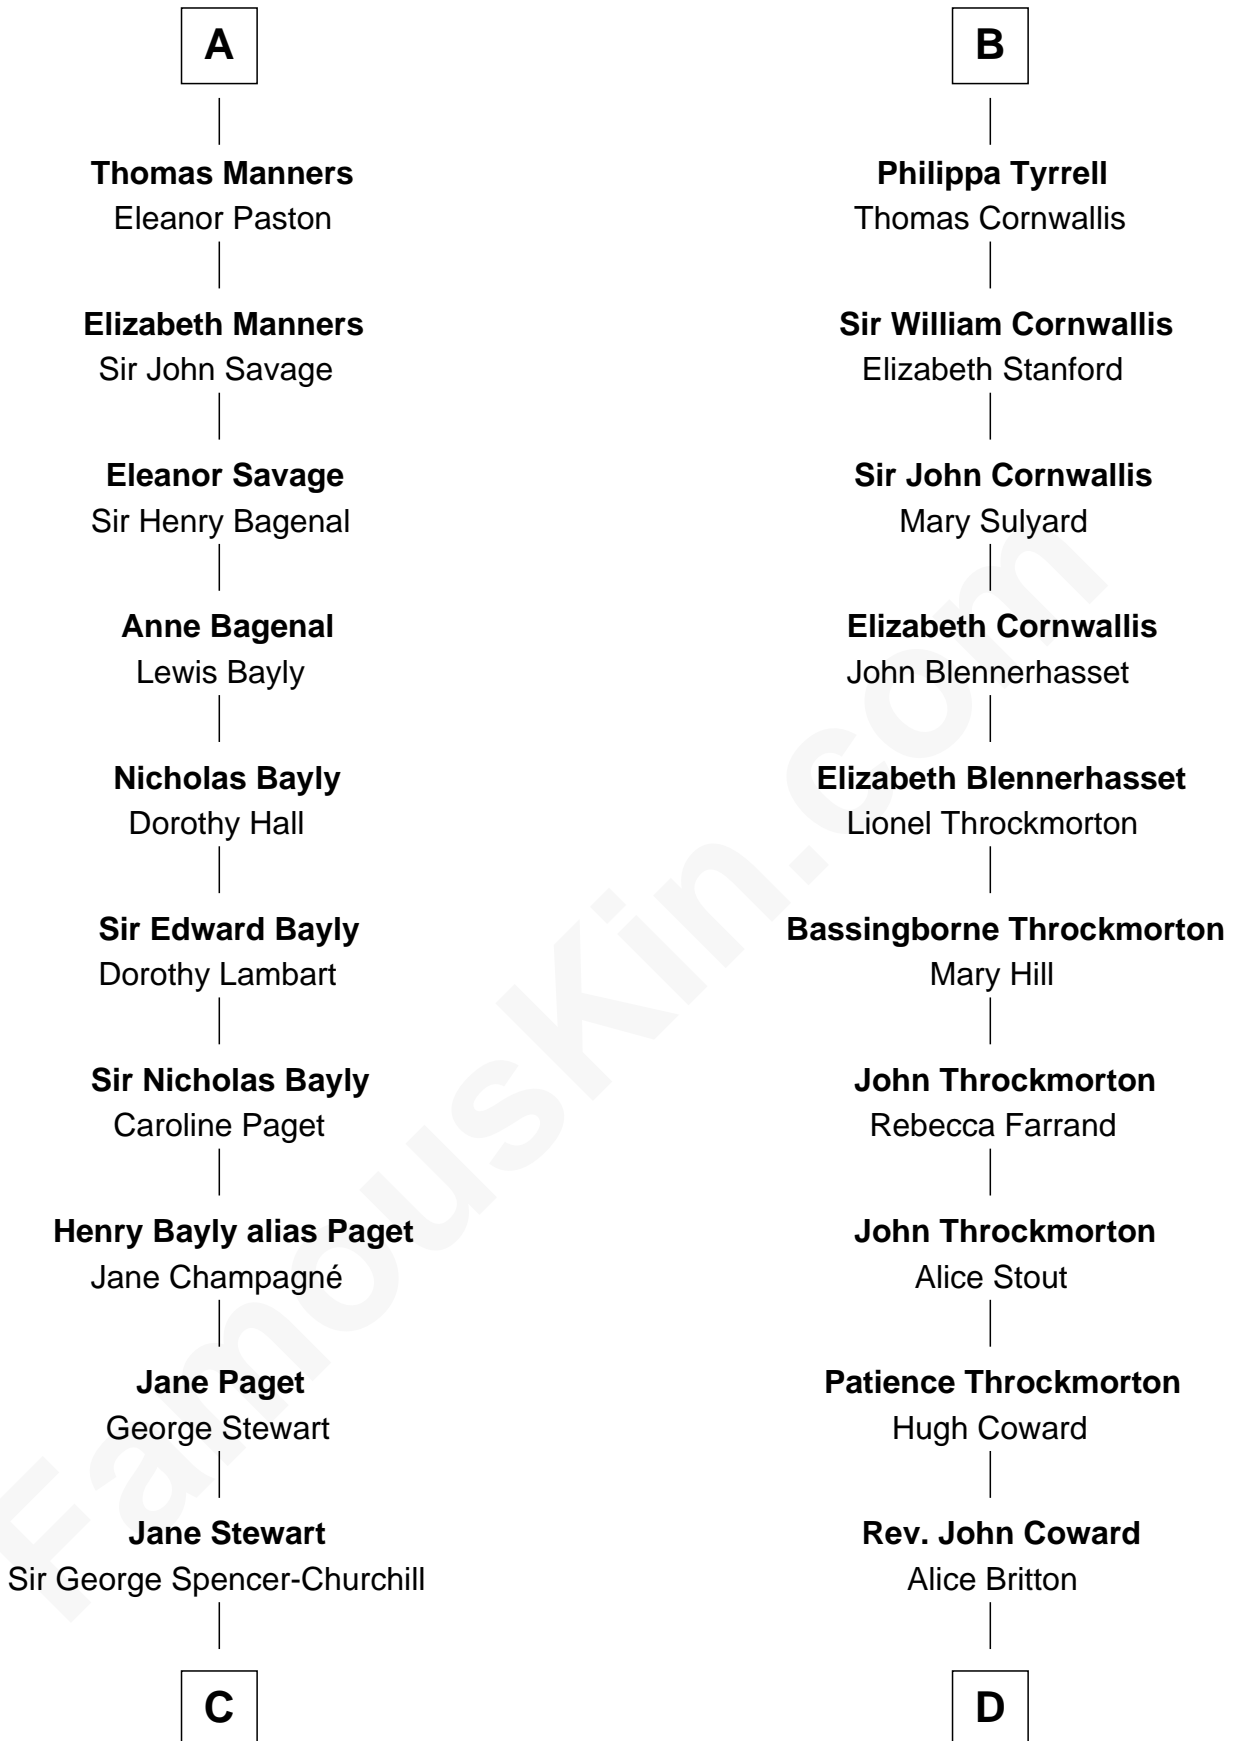 A
Thomas Manners
Eleanor Paston
Elizabeth Manners
Sir John Savage
Eleanor Savage
Sir Henry Bagenal
Anne Bagenal
Lewis Bayly
Nicholas Bayly
Dorothy Hall
Sir Edward Bayly
Dorothy Lambart
Sir Nicholas Bayly
Caroline Paget
Henry Bayly alias Paget
Jane Champagné
Jane Paget
George Stewart
Jane Stewart
Sir George Spencer-Churchill
C
B
Philippa Tyrrell
Thomas Cornwallis
Sir William Cornwallis
Elizabeth Stanford
Sir John Cornwallis
Mary Sulyard
Elizabeth Cornwallis
John Blennerhasset
Elizabeth Blennerhasset
Lionel Throckmorton
Bassingborne Throckmorton
Mary Hill
John Throckmorton
Rebecca Farrand
John Throckmorton
Alice Stout
Patience Throckmorton
Hugh Coward
Rev. John Coward
Alice Britton
D
FamousKin.com